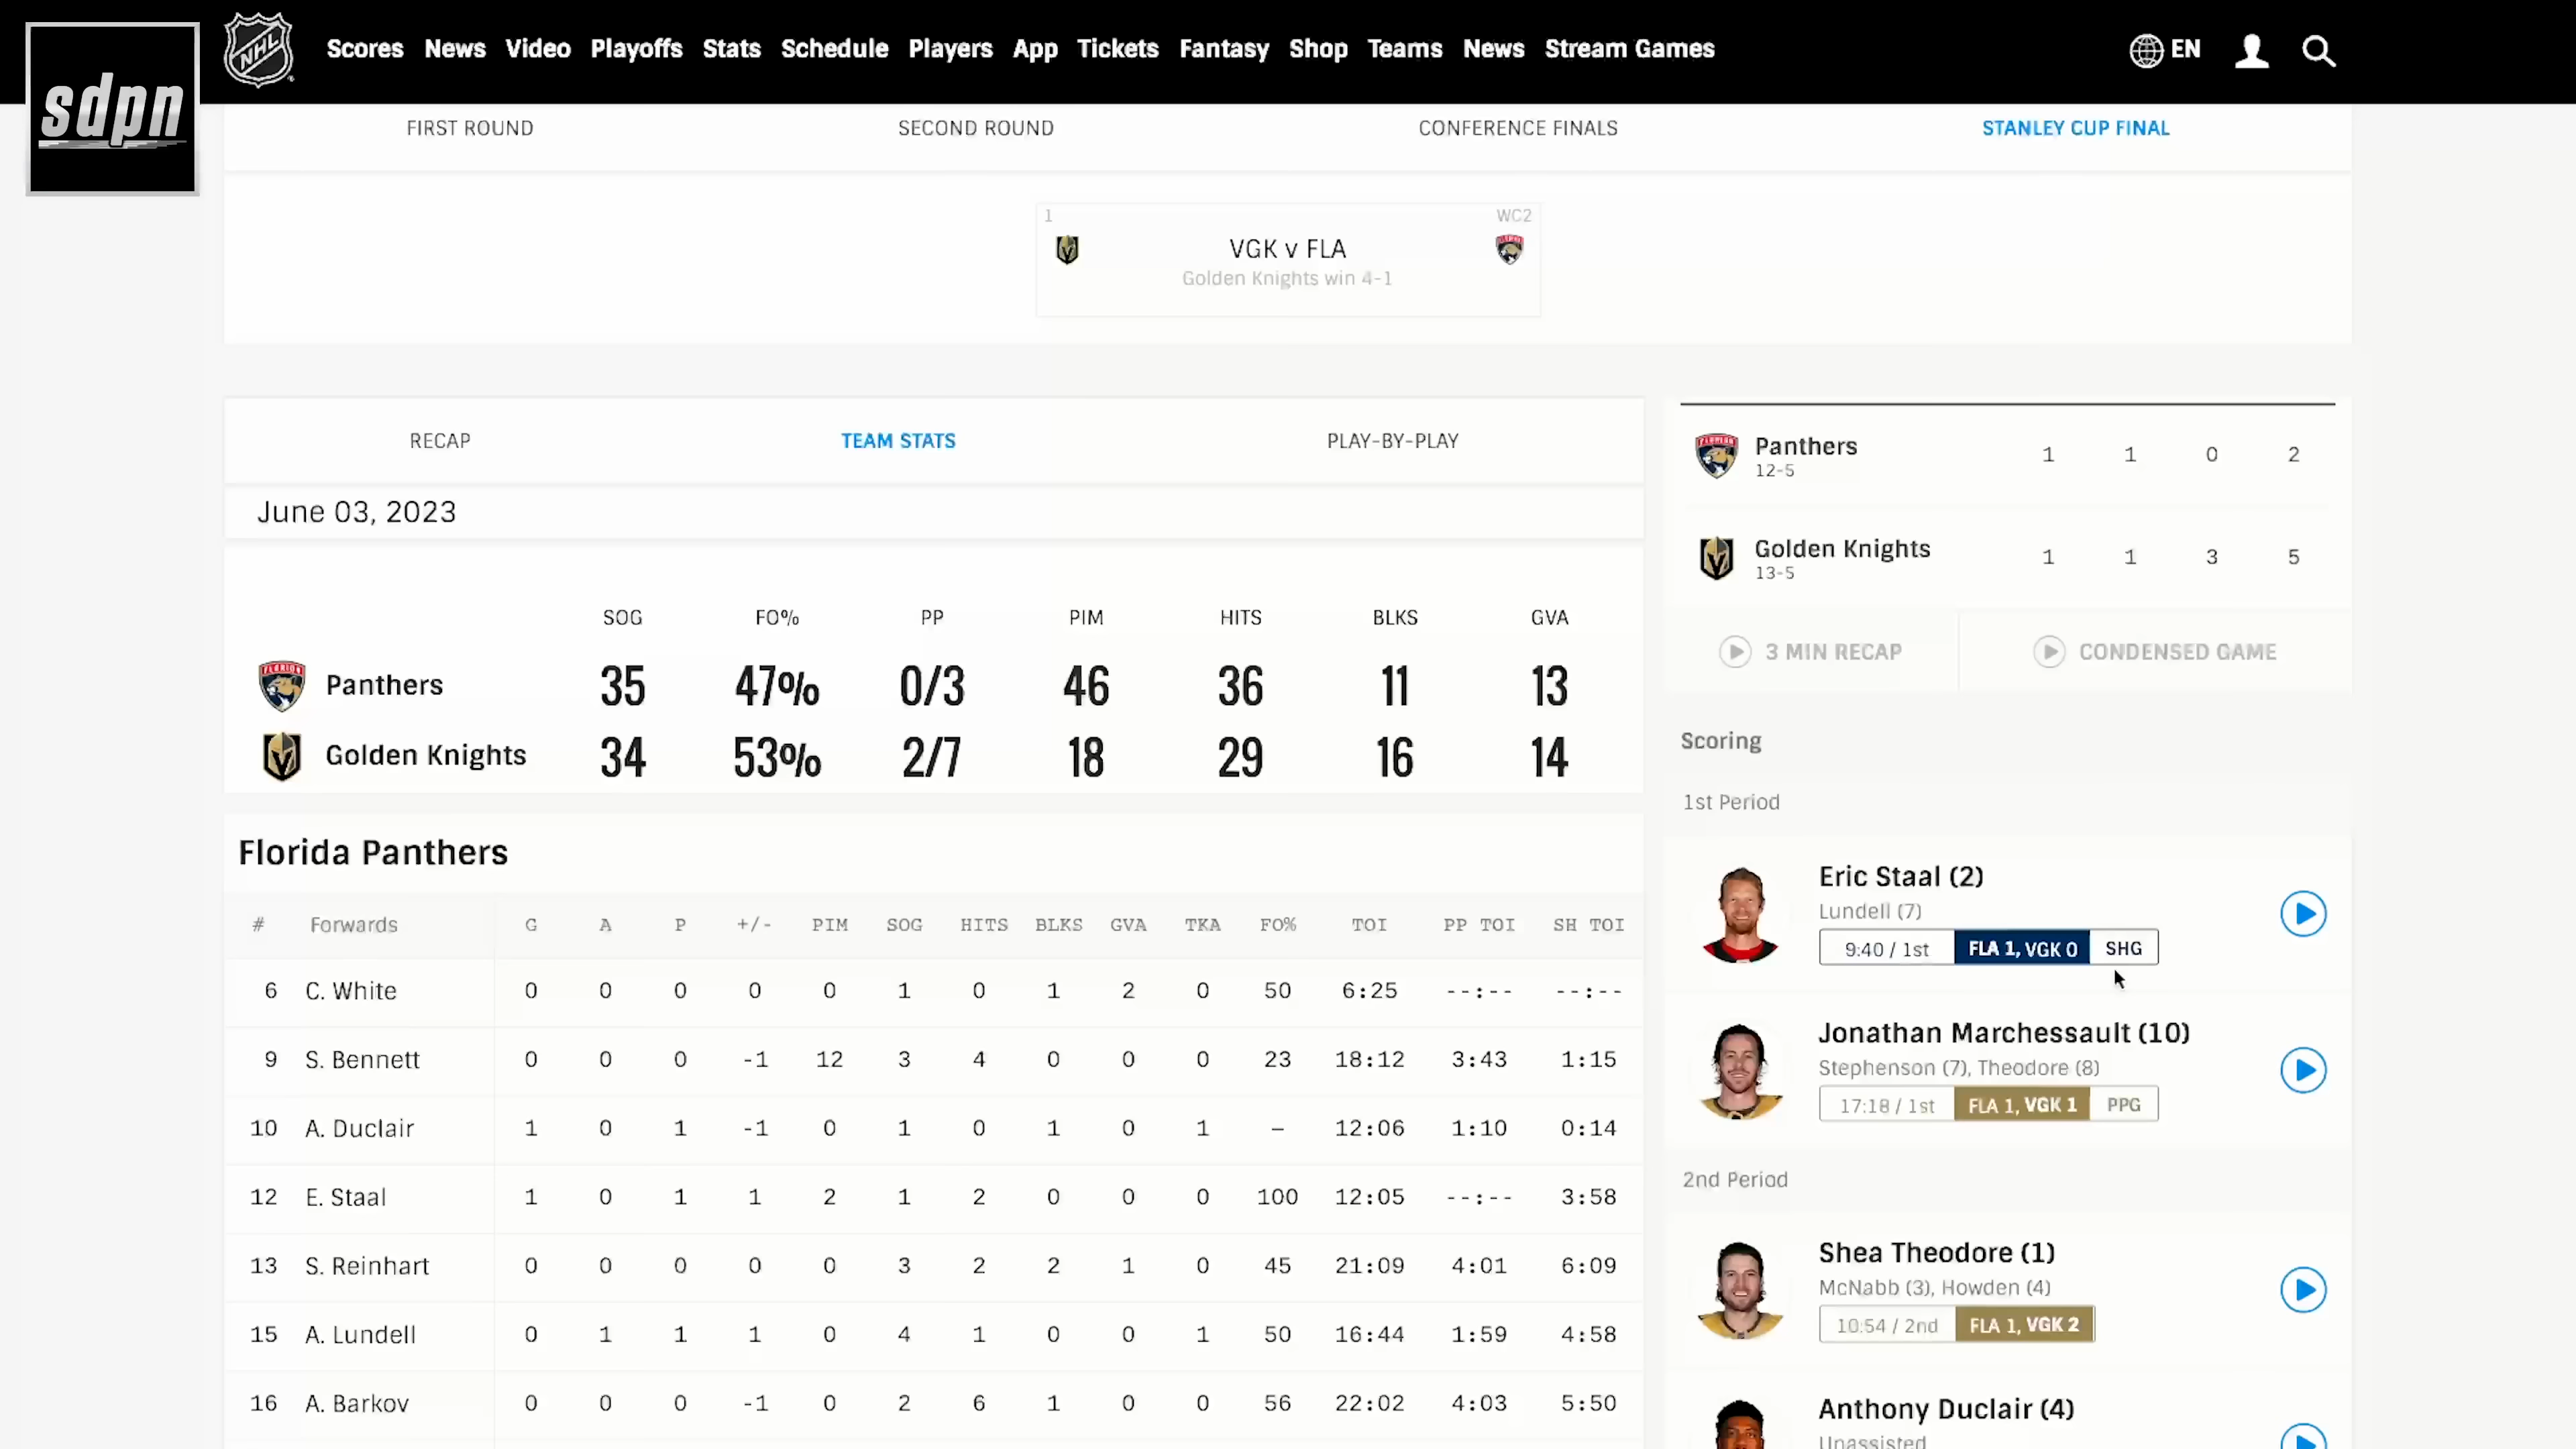 sdpn
NHL
Scores News Video Playoffs Stats Schedule Players App Tickets Fantasy Shop Teams News Stream Games
EN
FIRST ROUND SECOND ROUND CONFERENCE FINALS STANLEY CUP FINAL
1 WC2
VGK v FLA
Golden Knights win 4-1
RECAP TEAM STATS PLAY-BY-PLAY
June 03, 2023
SOG FO% PP PIM HITS BLKS GVA
Panthers 35 47% 0/3 46 36 11 13
Golden Knights 34 53% 2/7 18 29 16 14
Florida Panthers
# Forwards G A P +/- PIM SOG HITS BLKS GVA TKA FO% TOI PP TOI SH TOI
6 C. White 0 0 0 0 0 1 0 1 2 0 50 6:25 --:-- --:--
9 S. Bennett 0 0 0 -1 12 3 4 0 0 0 23 18:12 3:43 1:15
10 A. Duclair 1 0 1 -1 0 1 0 1 0 1 – 12:06 1:10 0:14
12 E. Staal 1 0 1 1 2 1 2 0 0 0 100 12:05 --:-- 3:58
13 S. Reinhart 0 0 0 0 0 3 2 2 1 0 45 21:09 4:01 6:09
15 A. Lundell 0 1 1 1 0 4 1 0 0 1 50 16:44 1:59 4:58
16 A. Barkov 0 0 0 -1 0 2 6 1 0 0 56 22:02 4:03 5:50
Panthers 1 1 0 2
12-5
Golden Knights 1 1 3 5
13-5
3 MIN RECAP CONDENSED GAME
Scoring
1st Period
Eric Staal (2)
Lundell (7)
9:40 / 1st FLA 1, VGK 0 SHG
Jonathan Marchessault (10)
Stephenson (7), Theodore (8)
17:18 / 1st FLA 1, VGK 1 PPG
2nd Period
Shea Theodore (1)
McNabb (3), Howden (4)
10:54 / 2nd FLA 1, VGK 2
Anthony Duclair (4)
Unassisted